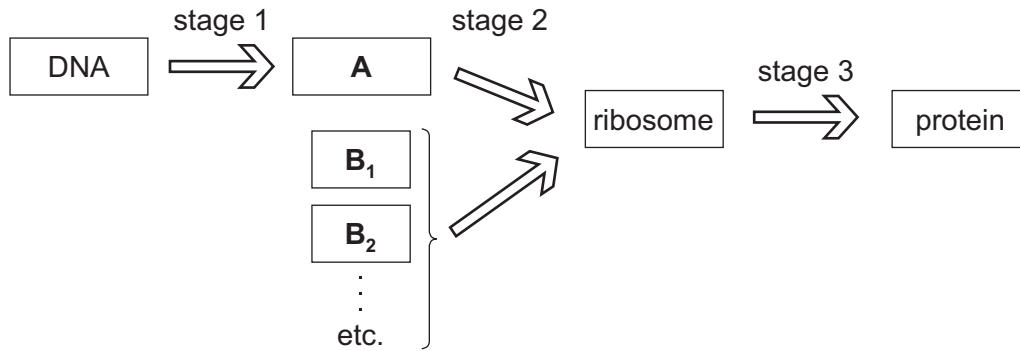 stage 1
stage 2
DNA
A
stage 3
ribosome
protein
B₁
B₂
etc.